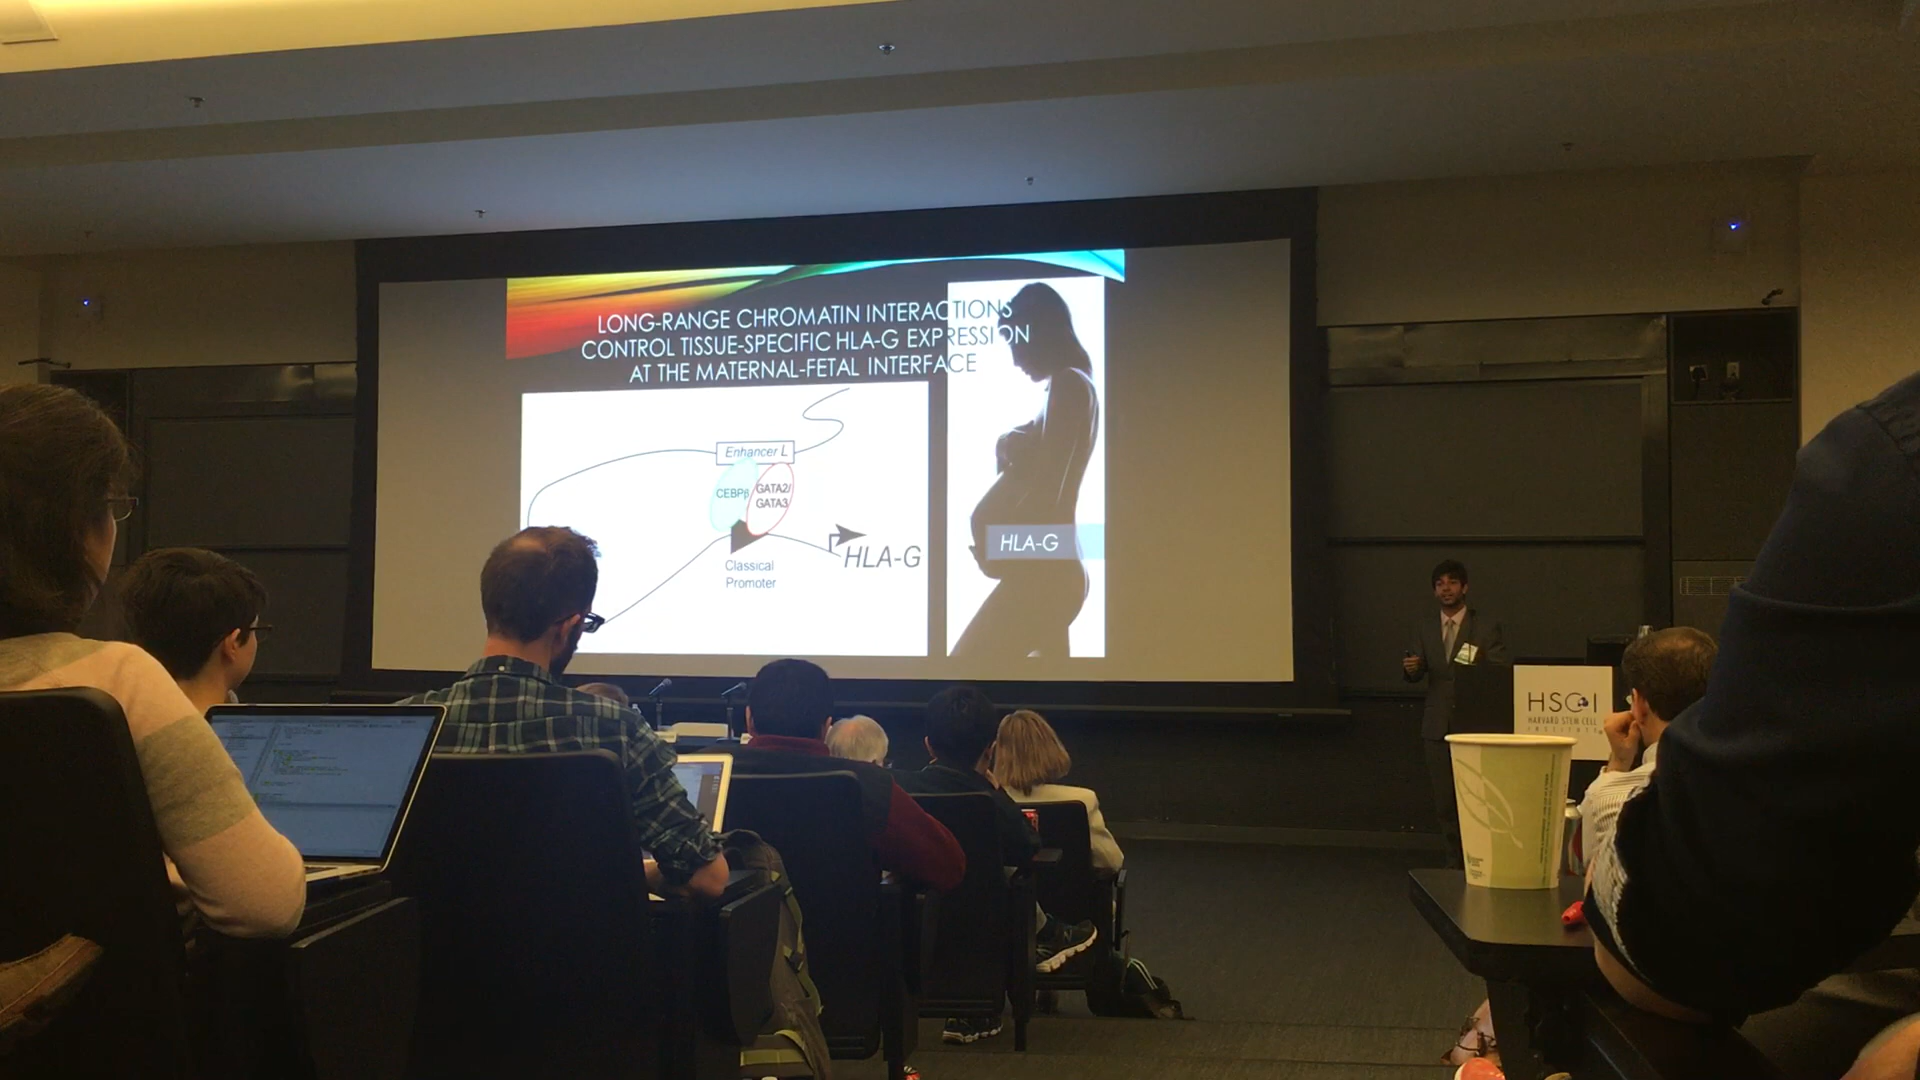 LONG-RANGE CHROMATIN INTERACTIONS
CONTROL TISSUE-SPECIFIC HLA-G EXPRESSION
AT THE MATERNAL-FETAL INTERFACE
Enhancer L
CEBPβ
GATA2/
GATA3
HLA-G
Classical
Promoter
HLA-G
HSCI
HARVARD STEM CELL
INSTITUTE